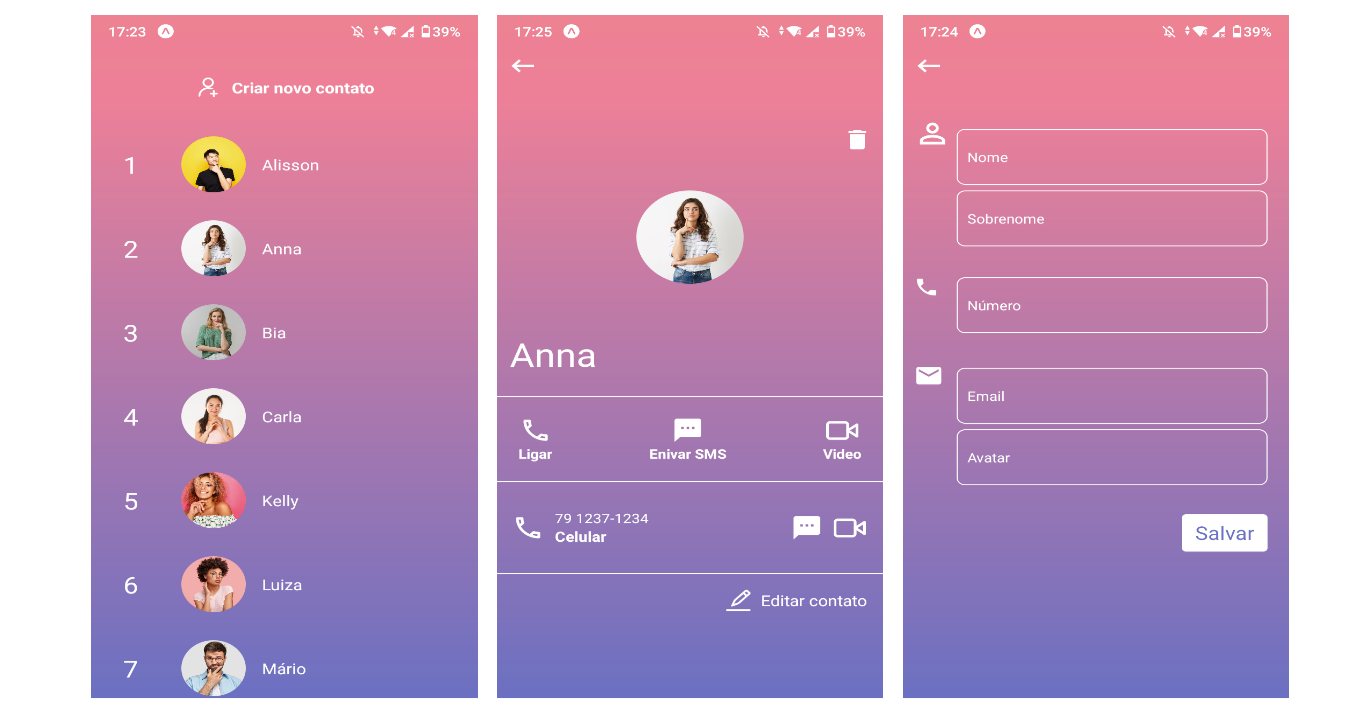 17:23
39%
Criar novo contato
1
Alisson
2
Anna
3
Bia
4
Carla
5
Kelly
6
Luiza
7
Mário
17:25
39%
Anna
Ligar
Enivar SMS
Video
79 1237-1234
Celular
Editar contato
17:24
39%
Nome
Sobrenome
Número
Email
Avatar
Salvar